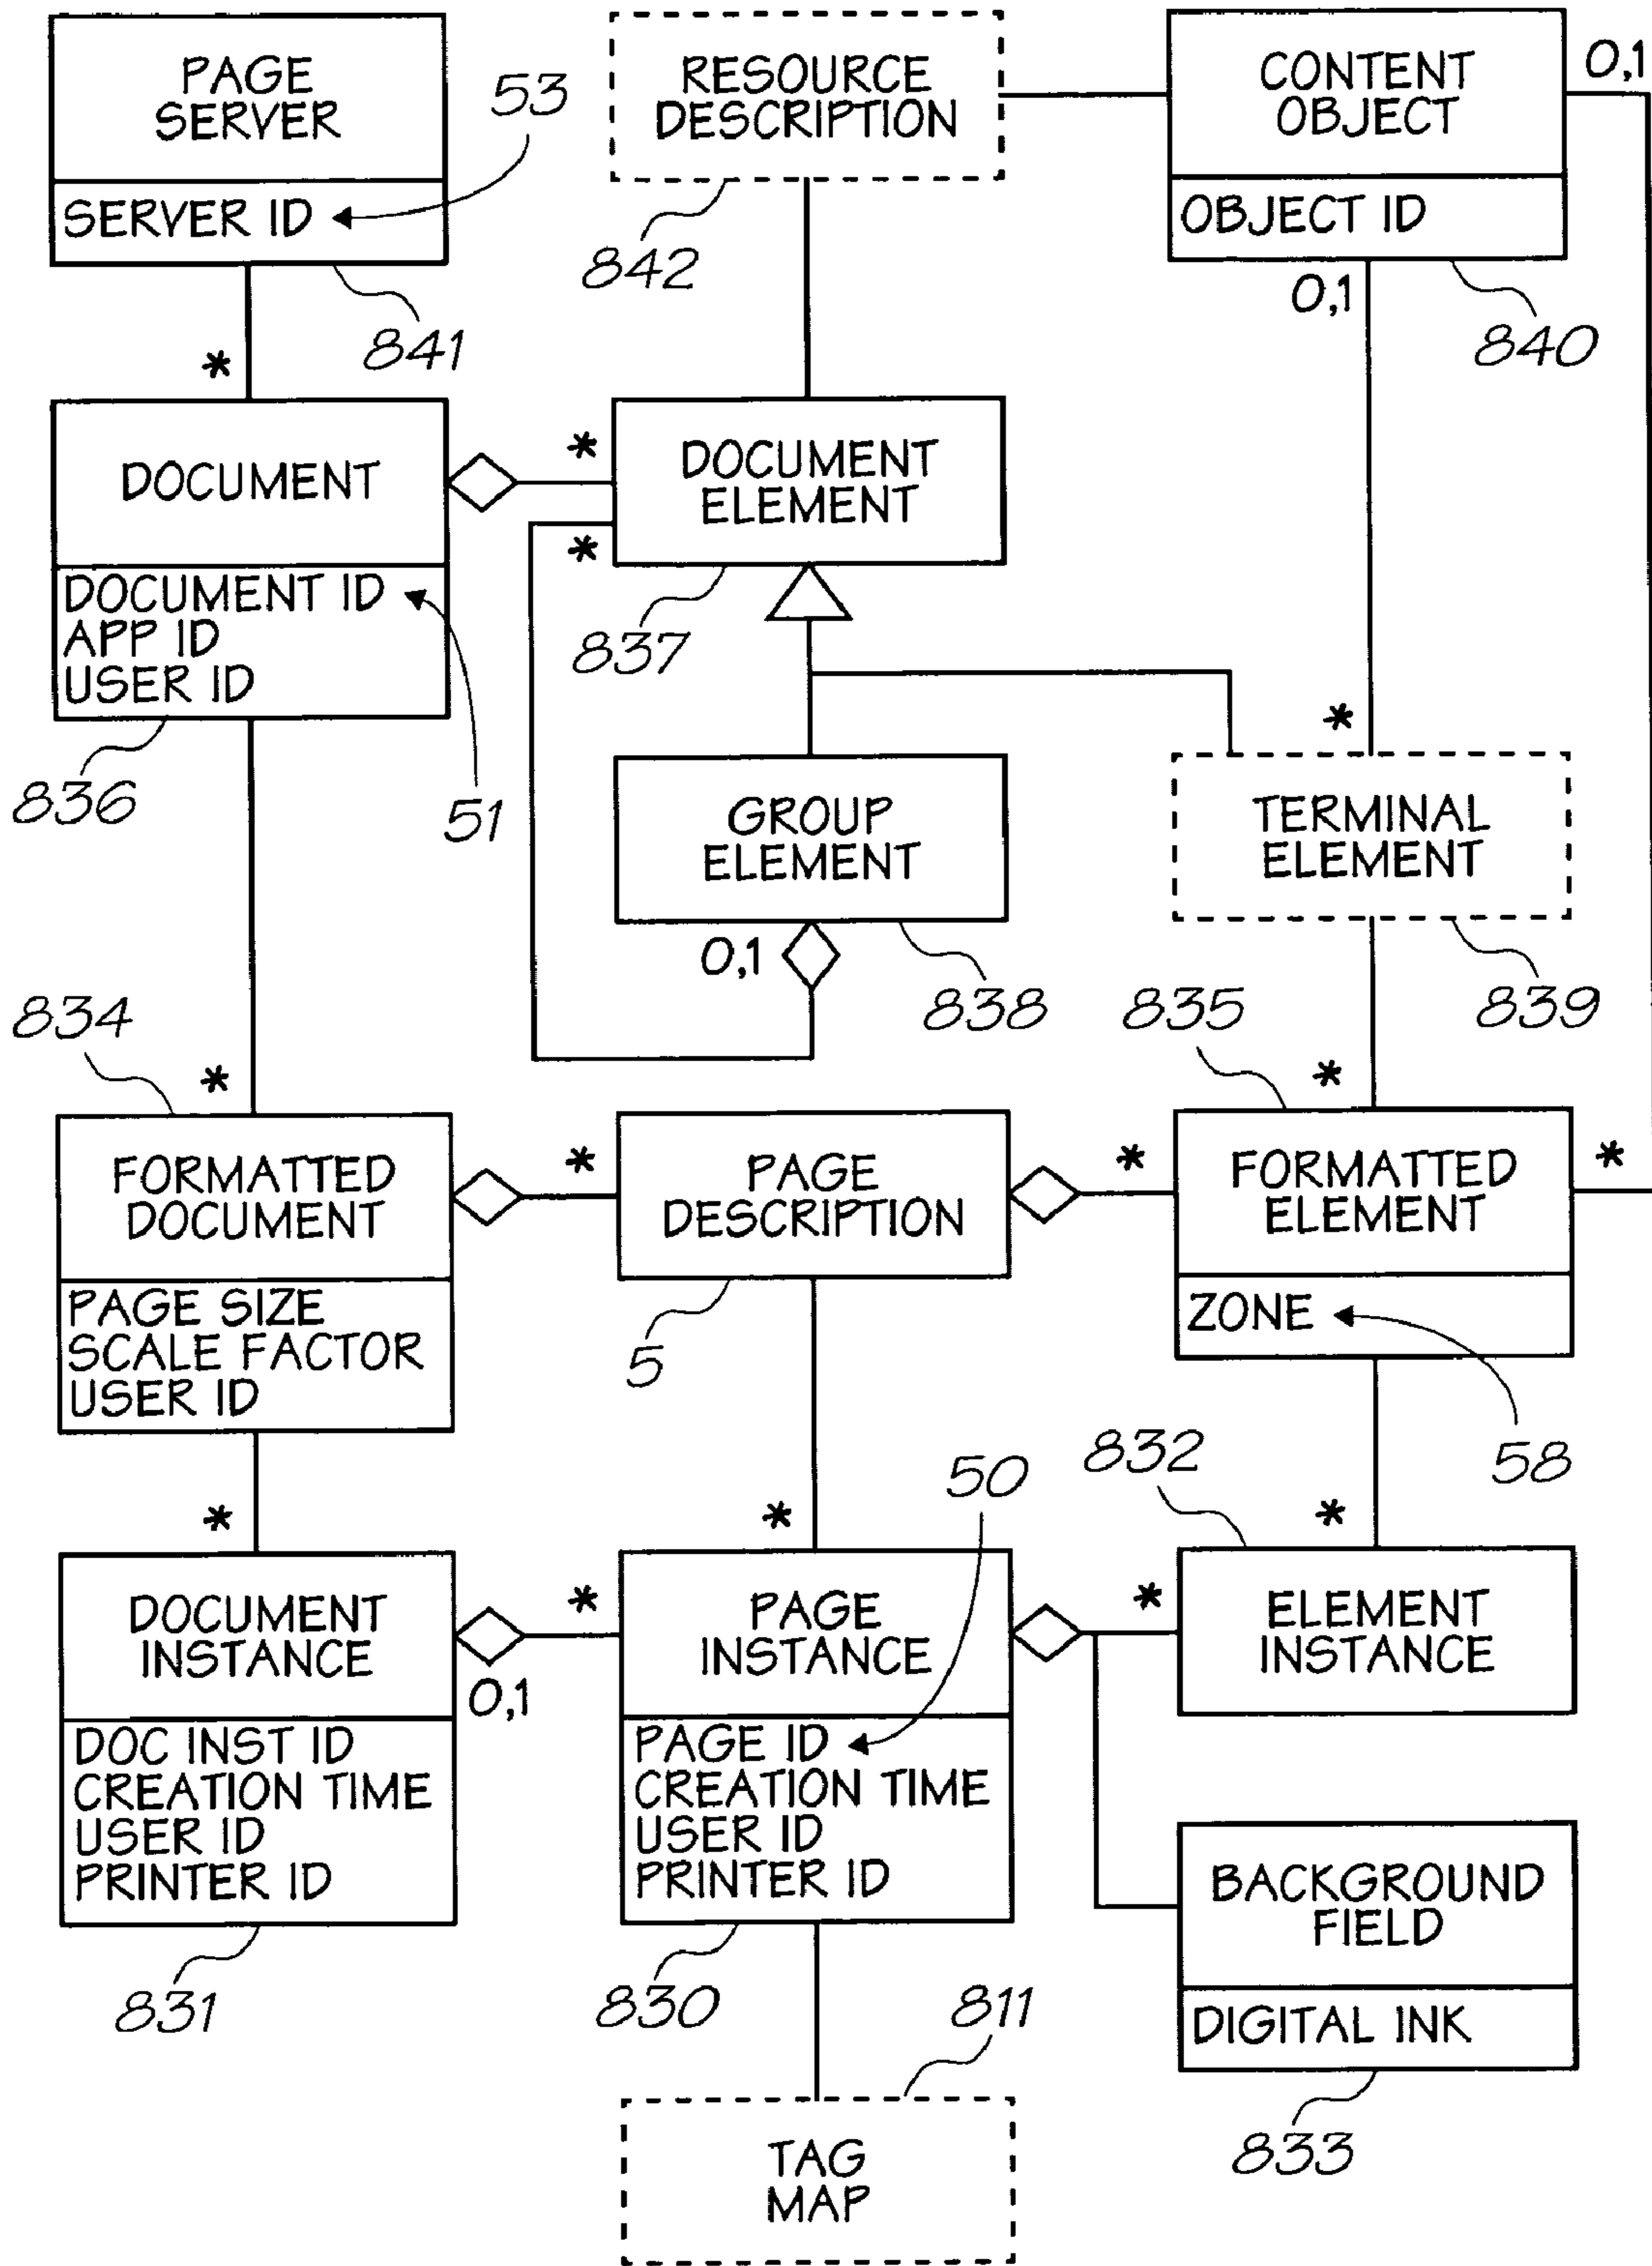 PAGE
SERVER
SERVER ID
53
841
*
RESOURCE
DESCRIPTION
842
CONTENT
OBJECT
OBJECT ID
0,1
0,1
840
DOCUMENT
DOCUMENT ID
APP ID
USER ID
51
836
*
*
DOCUMENT
ELEMENT
837
GROUP
ELEMENT
0,1
838
*
TERMINAL
ELEMENT
839
834
*
FORMATTED
DOCUMENT
PAGE SIZE
SCALE FACTOR
USER ID
*
PAGE
DESCRIPTION
5
835
*
*
FORMATTED
ELEMENT
*
ZONE
58
*
DOCUMENT
INSTANCE
0,1
DOC INST ID
CREATION TIME
USER ID
PRINTER ID
831
50
*
*
PAGE
INSTANCE
PAGE ID
CREATION TIME
USER ID
PRINTER ID
830
832
*
*
ELEMENT
INSTANCE
BACKGROUND
FIELD
DIGITAL INK
833
811
TAG
MAP